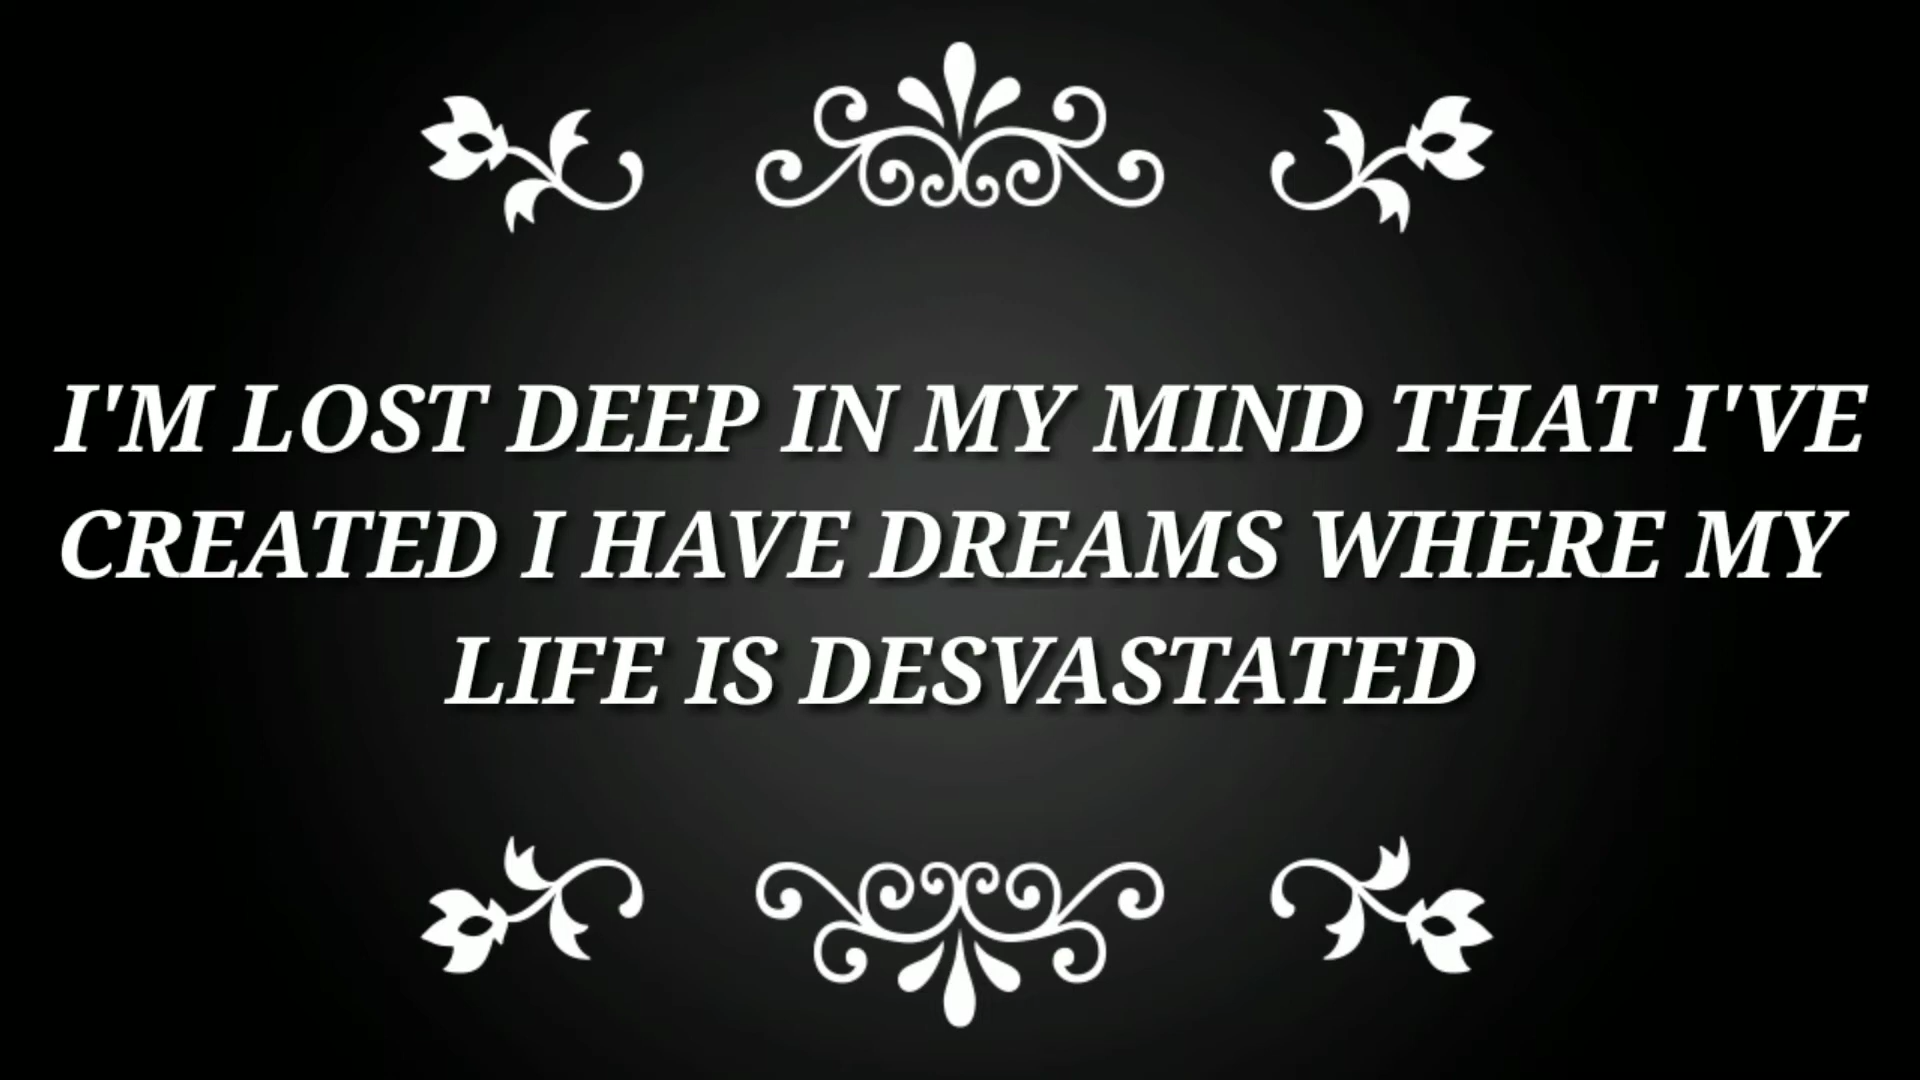 I'M LOST DEEP IN MY MIND THAT I'VE
CREATED I HAVE DREAMS WHERE MY
LIFE IS DESVASTATED